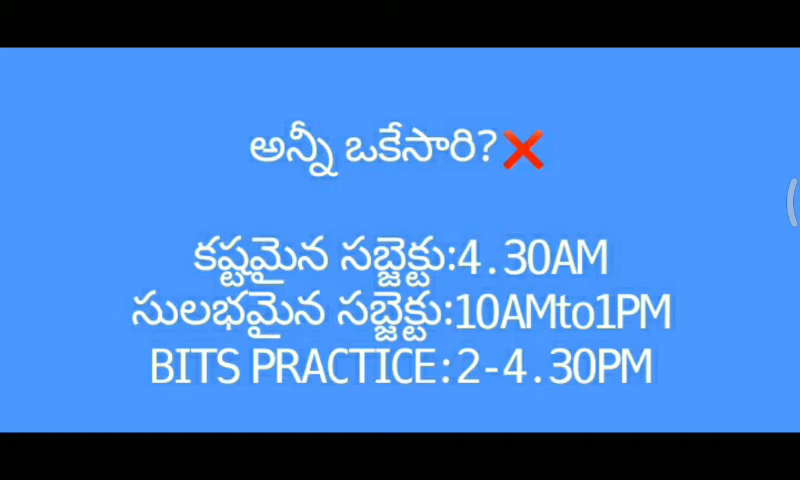 అన్నీ ఒకేసారి?❌
కష్టమైన సబ్జెక్టు:4.30AM
సులభమైన సబ్జెక్టు:10AMto1PM
BITS PRACTICE:2-4.30PM